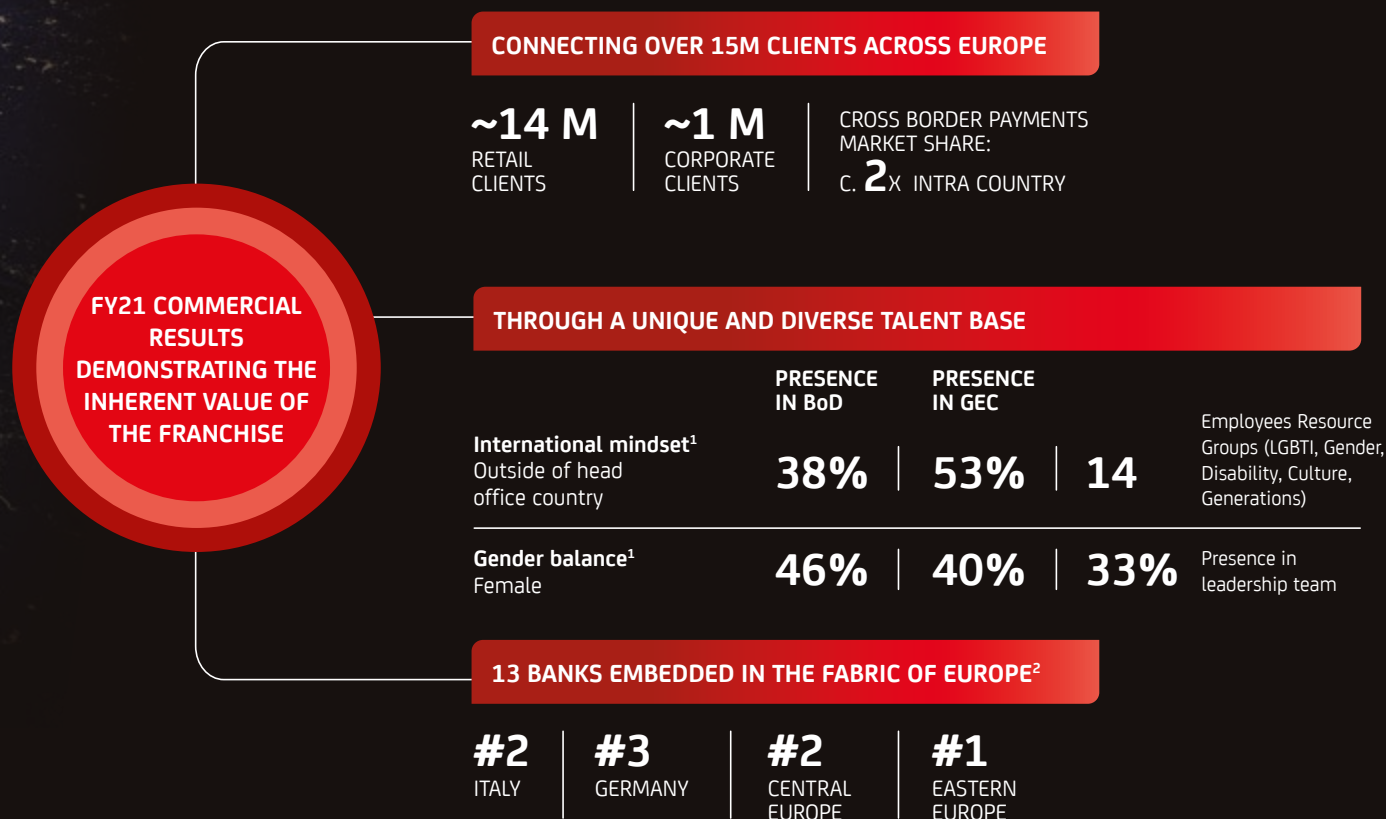 CONNECTING OVER 15M CLIENTS ACROSS EUROPE
~14 M
RETAIL
CLIENTS
~1 M
CORPORATE
CLIENTS
CROSS BORDER PAYMENTS
MARKET SHARE:
C. 2X INTRA COUNTRY
FY21 COMMERCIAL
RESULTS
DEMONSTRATING THE
INHERENT VALUE OF
THE FRANCHISE
THROUGH A UNIQUE AND DIVERSE TALENT BASE
PRESENCE
IN BoD
PRESENCE
IN GEC
International mindset¹
Outside of head
office country
38%
53%
14
Employees Resource
Groups (LGBTI, Gender,
Disability, Culture,
Generations)
Gender balance¹
Female
46%
40%
33%
Presence in
leadership team
13 BANKS EMBEDDED IN THE FABRIC OF EUROPE²
#2
ITALY
#3
GERMANY
#2
CENTRAL
EUROPE
#1
EASTERN
EUROPE